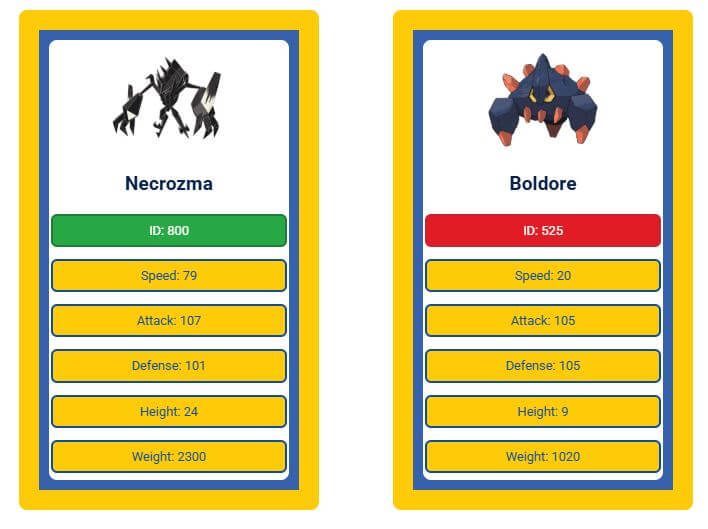 Necrozma
ID: 800
Speed: 79
Attack: 107
Defense: 101
Height: 24
Weight: 2300
Boldore
ID: 525
Speed: 20
Attack: 105
Defense: 105
Height: 9
Weight: 1020